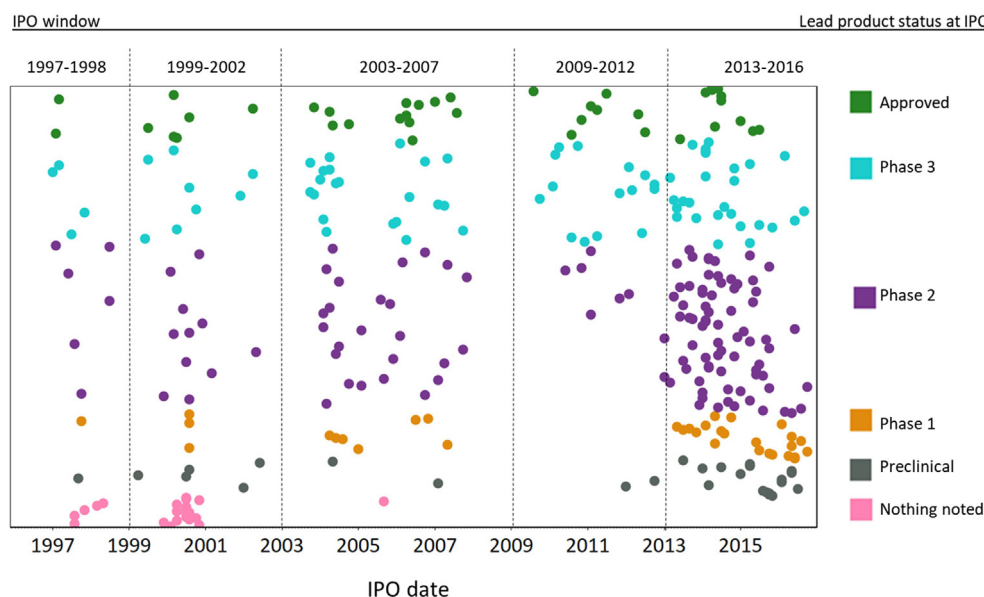 IPO window Lead product status at IPO
1997-1998 1999-2002 2003-2007 2009-2012 2013-2016
Approved
Phase 3
Phase 2
Phase 1
Preclinical
Nothing noted
1997 1999 2001 2003 2005 2007 2009 2011 2013 2015
IPO date